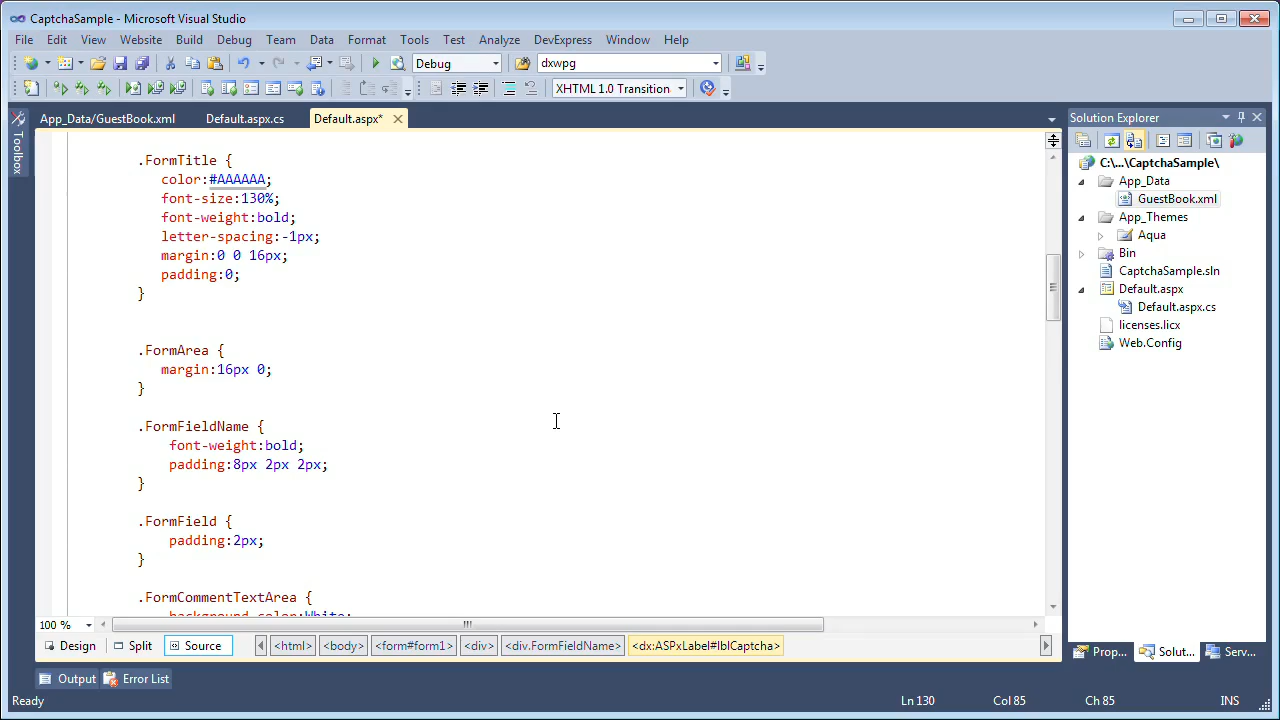 CaptchaSample - Microsoft Visual Studio
File Edit View Website Build Debug Team Data Format Tools Test Analyze DevExpress Window Help
Debug dxwpg
XHTML 1.0 Transition
App_Data/GuestBook.xml Default.aspx.cs Default.aspx*
Toolbox
.FormTitle {
color:#AAAAAA;
font-size:130%;
font-weight:bold;
letter-spacing:-1px;
margin:0 0 16px;
padding:0;
}
.FormArea {
margin:16px 0;
}
.FormFieldName {
font-weight:bold;
padding:8px 2px 2px;
}
.FormField {
padding:2px;
}
.FormCommentTextArea {
background-color:White;
100 %
Design Split Source <html> <body> <form#form1> <div> <div.FormFieldName> <dx:ASPxLabel#lblCaptcha>
Output Error List
Ready Ln 130 Col 85 Ch 85 INS
Solution Explorer
C:\...\CaptchaSample\
App_Data
GuestBook.xml
App_Themes
Aqua
Bin
CaptchaSample.sln
Default.aspx
Default.aspx.cs
licenses.licx
Web.Config
Prop... Solut... Serv...